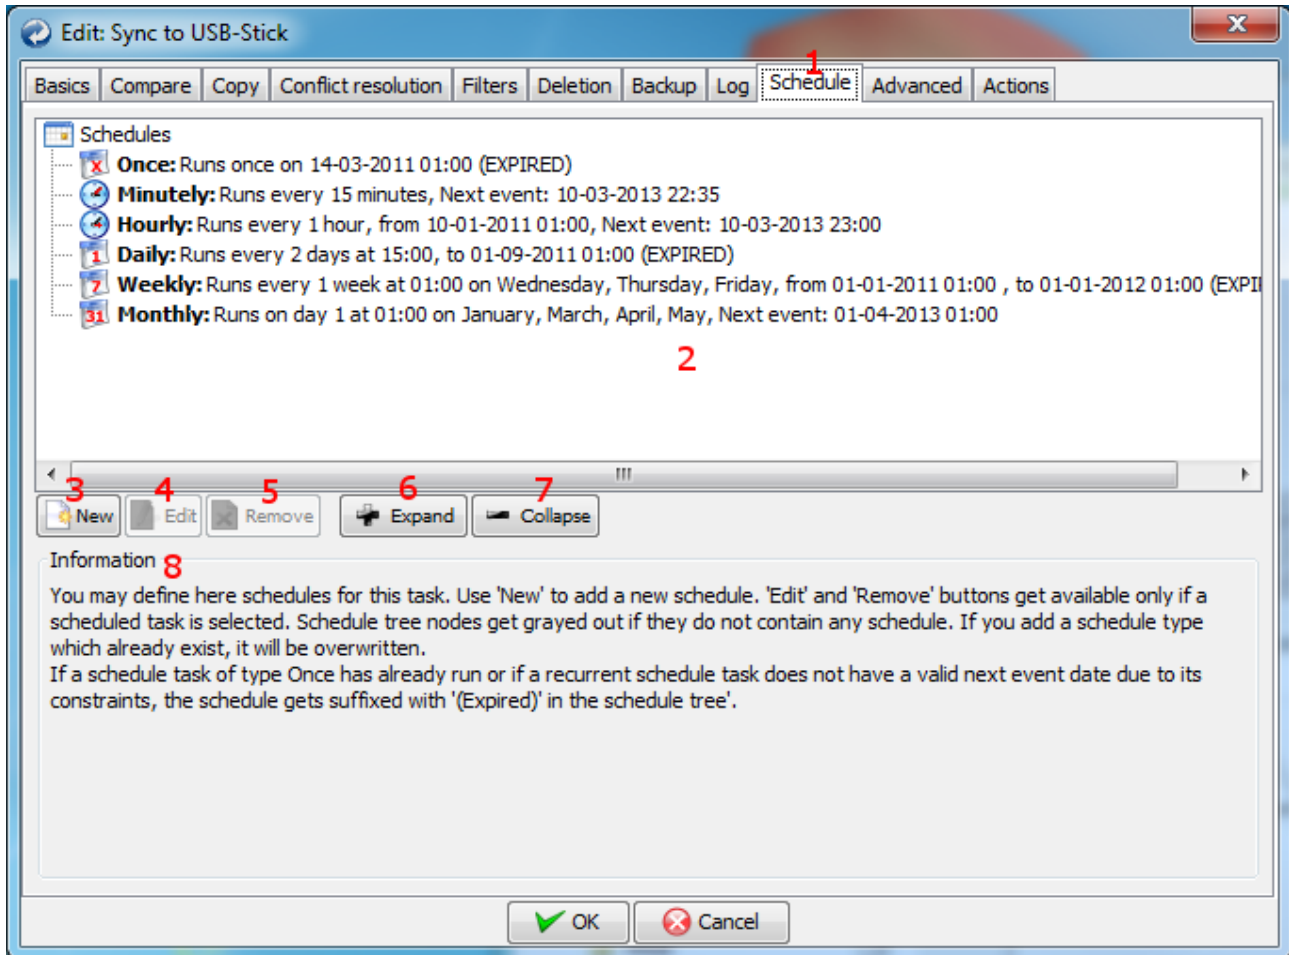 Edit: Sync to USB-Stick
X
1
Basics Compare Copy Conflict resolution Filters Deletion Backup Log Schedule Advanced Actions
Schedules
Once: Runs once on 14-03-2011 01:00 (EXPIRED)
Minutely: Runs every 15 minutes, Next event: 10-03-2013 22:35
Hourly: Runs every 1 hour, from 10-01-2011 01:00, Next event: 10-03-2013 23:00
Daily: Runs every 2 days at 15:00, to 01-09-2011 01:00 (EXPIRED)
Weekly: Runs every 1 week at 01:00 on Wednesday, Thursday, Friday, from 01-01-2011 01:00 , to 01-01-2012 01:00 (EXPI
Monthly: Runs on day 1 at 01:00 on January, March, April, May, Next event: 01-04-2013 01:00
2
3 4 5 6 7
New Edit Remove Expand Collapse
Information 8
You may define here schedules for this task. Use 'New' to add a new schedule. 'Edit' and 'Remove' buttons get available only if a
scheduled task is selected. Schedule tree nodes get grayed out if they do not contain any schedule. If you add a schedule type
which already exist, it will be overwritten.
If a schedule task of type Once has already run or if a recurrent schedule task does not have a valid next event date due to its
constraints, the schedule gets suffixed with '(Expired)' in the schedule tree'.
OK Cancel